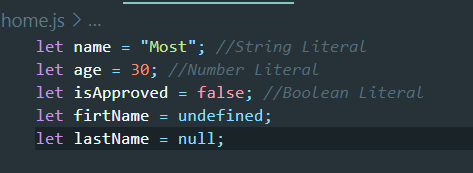 home.js > ...
let name = "Most"; //String Literal
let age = 30; //Number Literal
let isApproved = false; //Boolean Literal
let firtName = undefined;
let lastName = null;